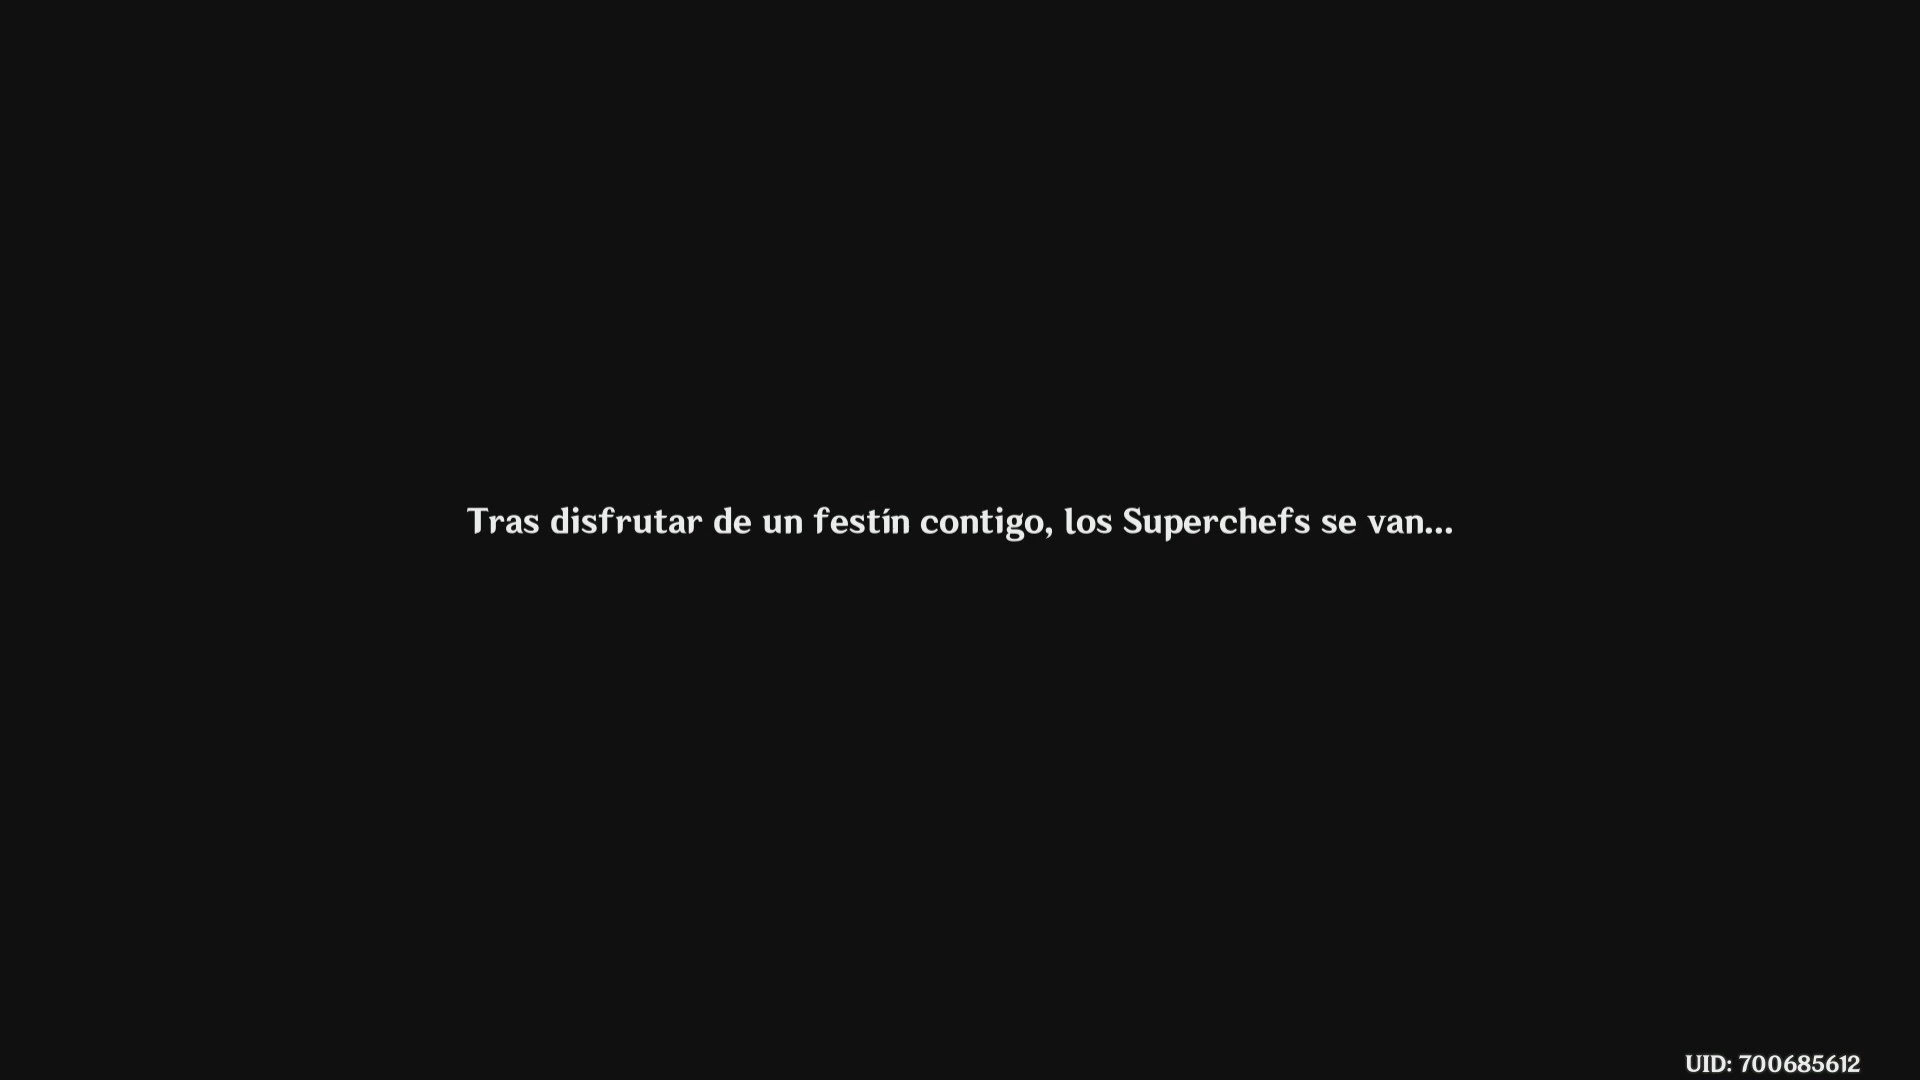 Tras disfrutar de un festín contigo, los Superchefs se van...
UID: 700685612